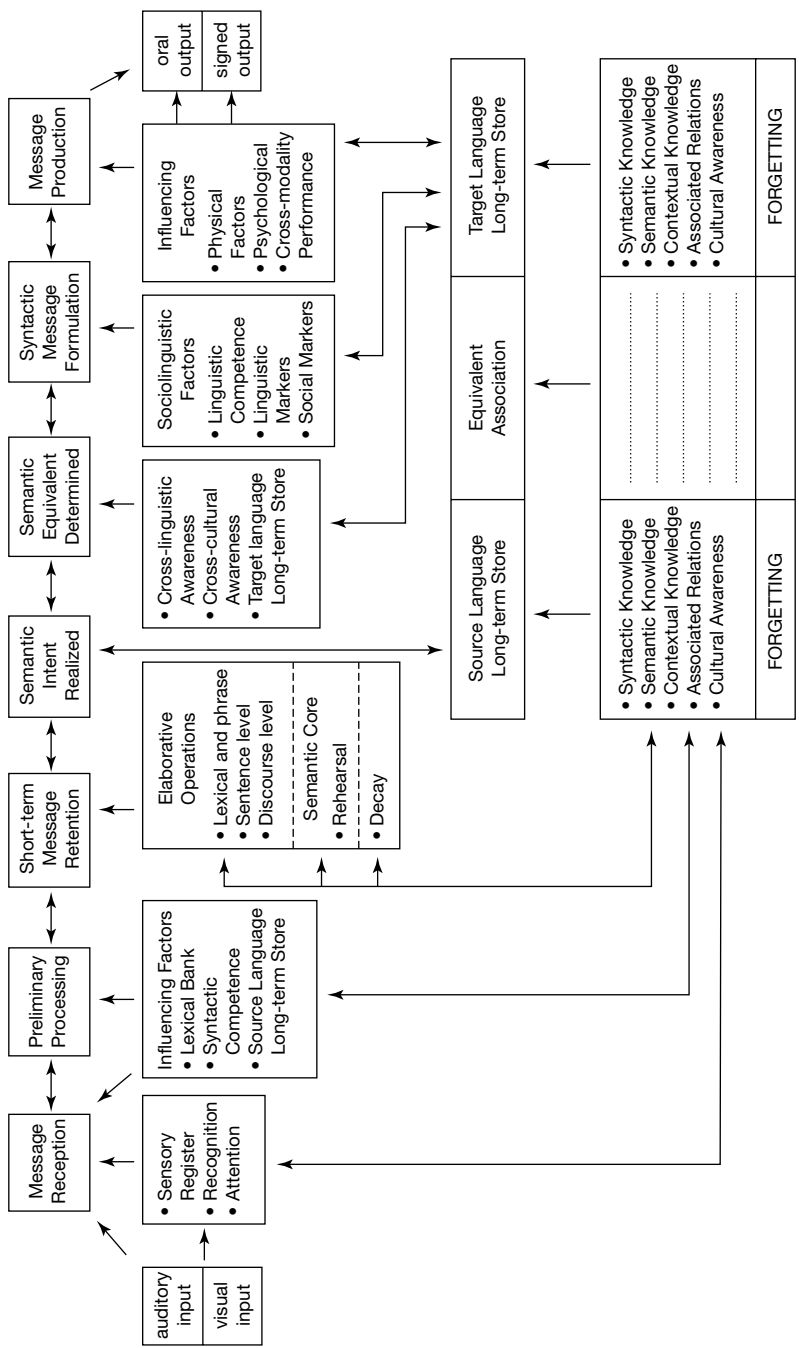 auditory
input
visual
input
Message
Reception
Preliminary
Processing
Short-term
Message
Retention
Semantic
Intent
Realized
Semantic
Equivalent
Determined
Syntactic
Message
Formulation
Message
Production
• Sensory
Register
• Recognition
• Attention
Influencing Factors
• Lexical Bank
• Syntactic
Competence
• Source Language
Long-term Store
Elaborative
Operations
• Lexical and phrase
• Sentence level
• Discourse level
Semantic Core
• Rehearsal
• Decay
• Cross-linguistic
Awareness
• Cross-cultural
Awareness
• Target language
Long-term Store
Sociolinguistic
Factors
• Linguistic
Competence
• Linguistic
Markers
• Social Markers
Influencing
Factors
• Physical
Factors
• Psychological
• Cross-modality
Performance
oral
output
signed
output
Source Language
Long-term Store
Equivalent
Association
Target Language
Long-term Store
• Syntactic Knowledge
• Semantic Knowledge
• Contextual Knowledge
• Associated Relations
• Cultural Awareness
FORGETTING
• Syntactic Knowledge
• Semantic Knowledge
• Contextual Knowledge
• Associated Relations
• Cultural Awareness
FORGETTING